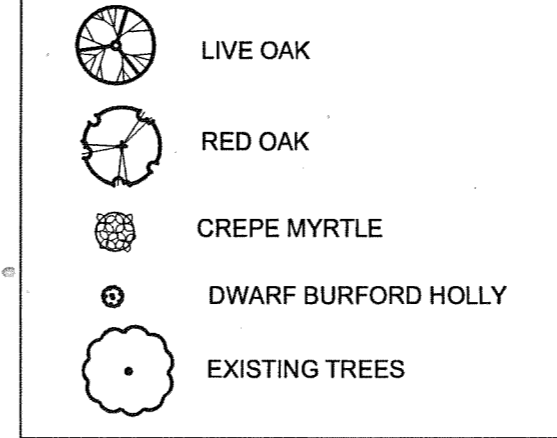 LIVE OAK
RED OAK
CREPE MYRTLE
DWARF BURFORD HOLLY
EXISTING TREES